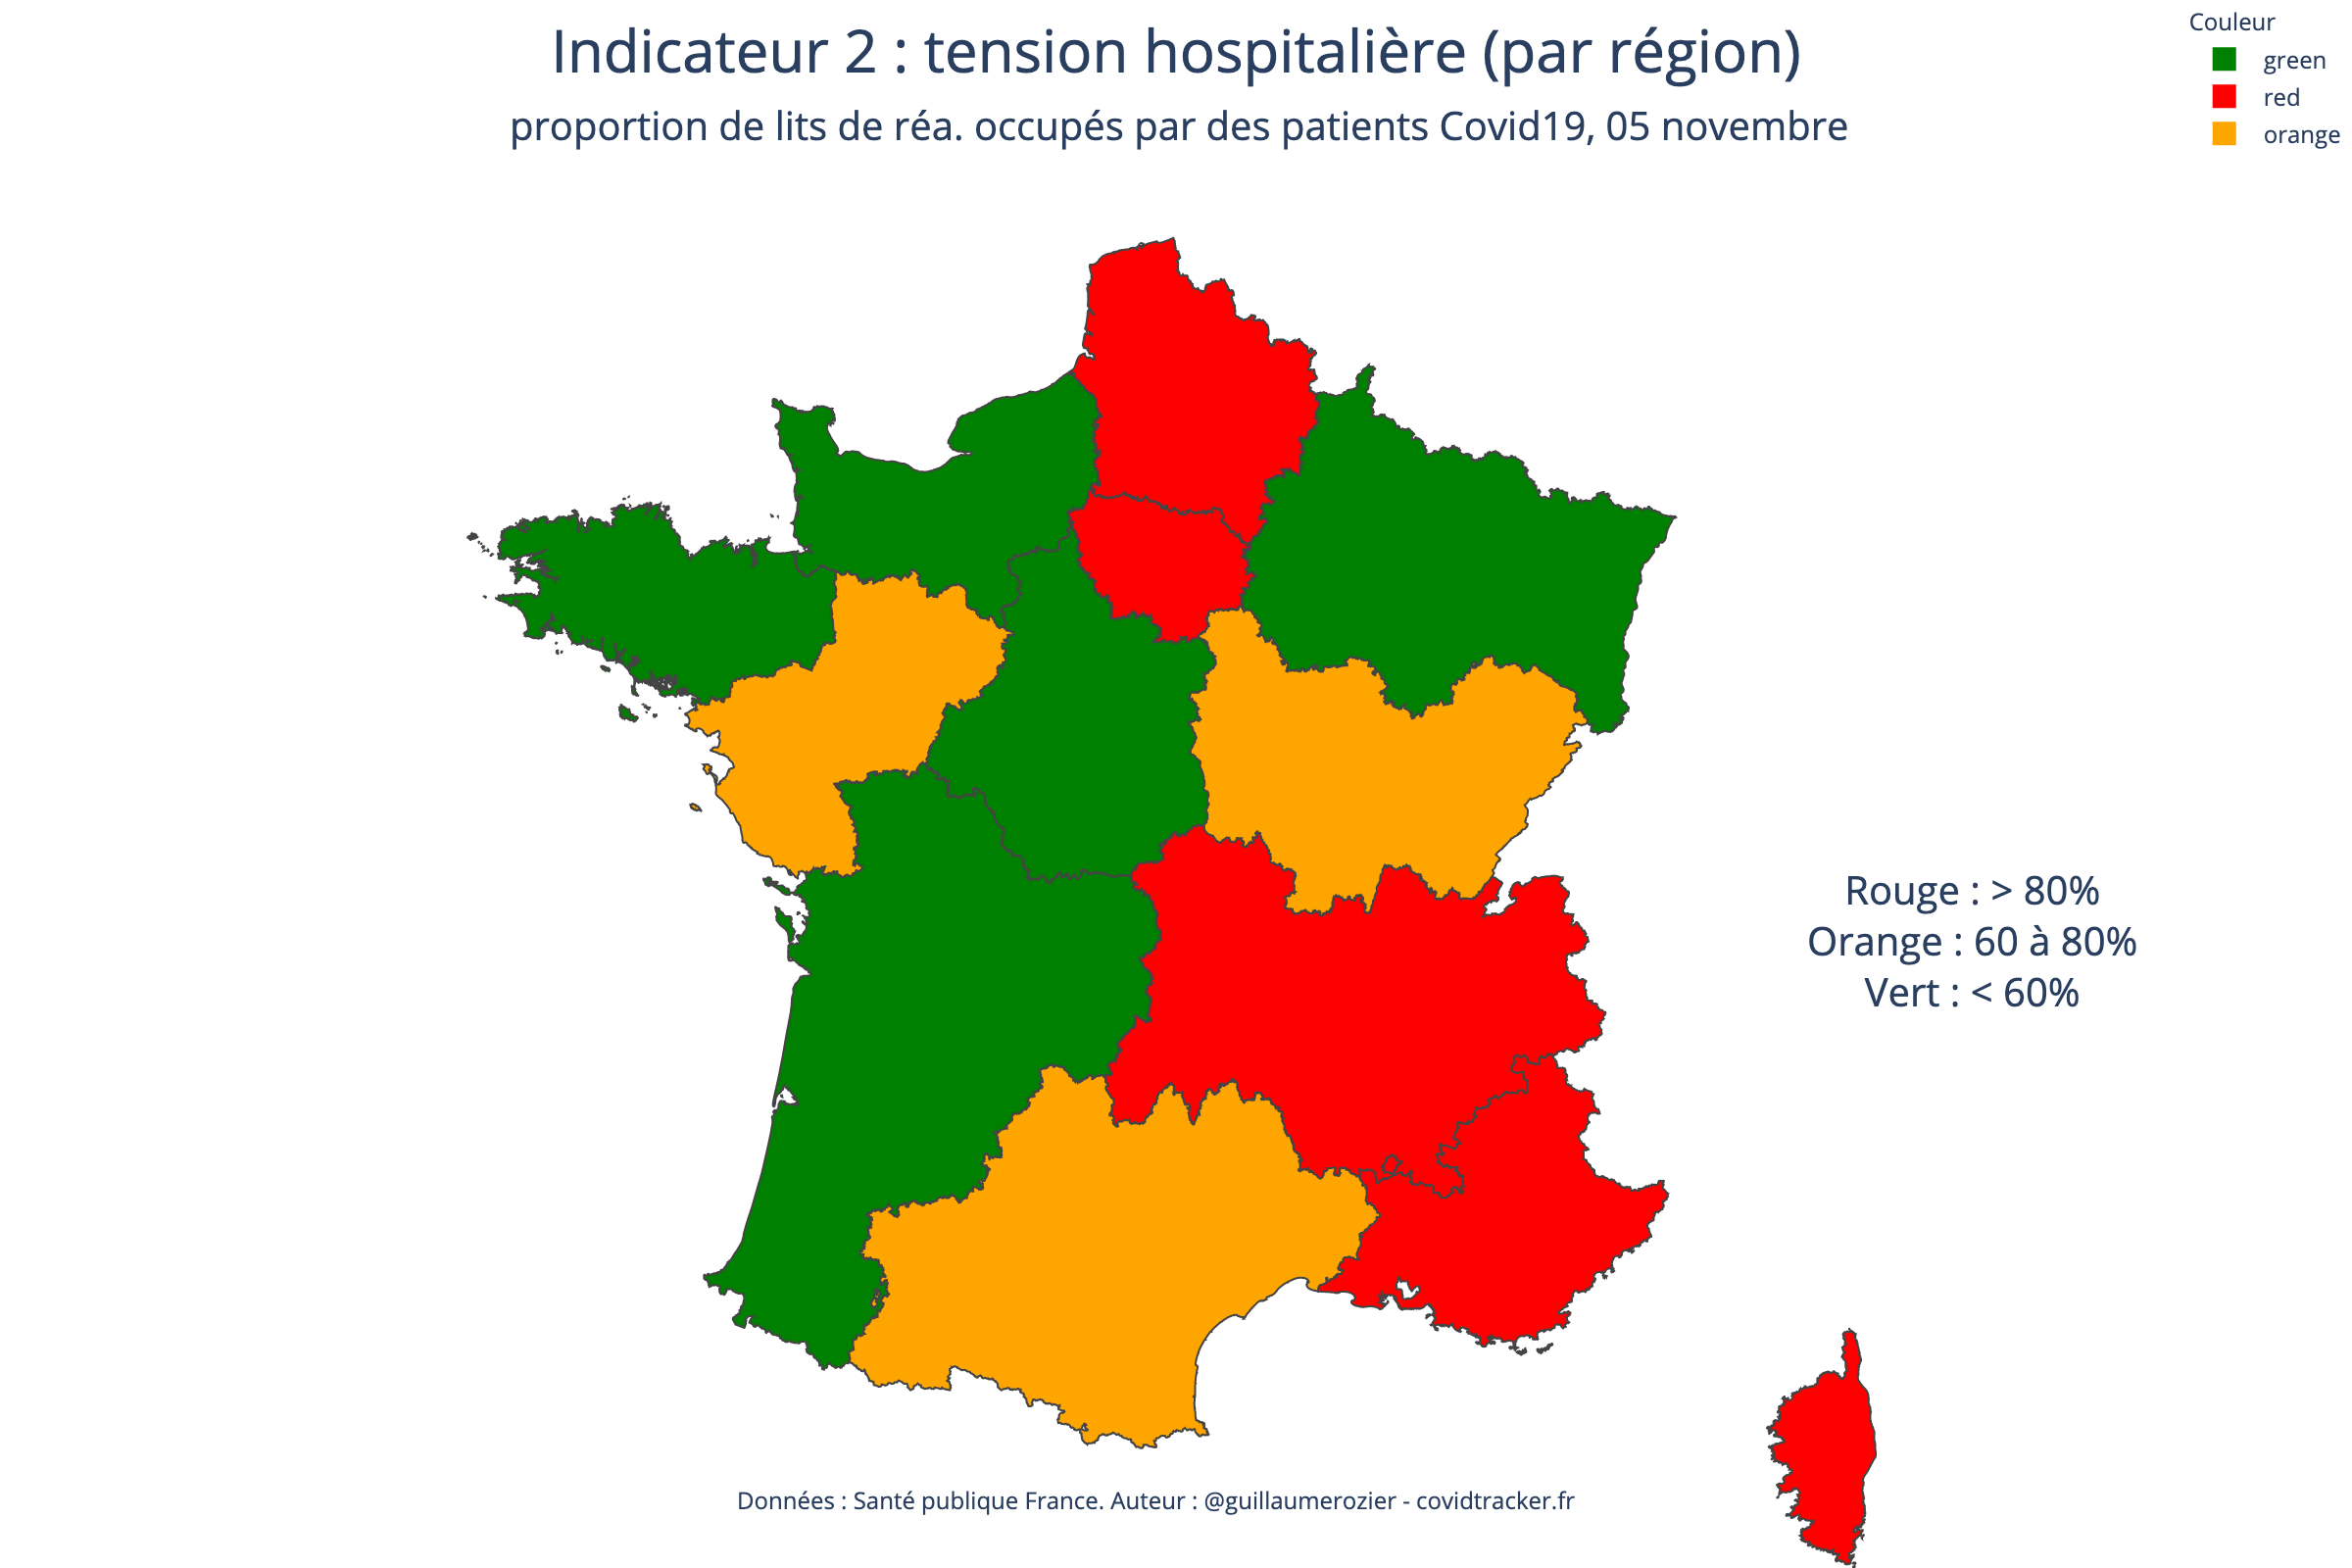 Indicateur 2 : tension hospitalière (par région)
proportion de lits de réa. occupés par des patients Covid19, 05 novembre
Couleur
green
red
orange
Rouge : > 80%
Orange : 60 à 80%
Vert : < 60%
Données : Santé publique France. Auteur : @guillaumerozier - covidtracker.fr